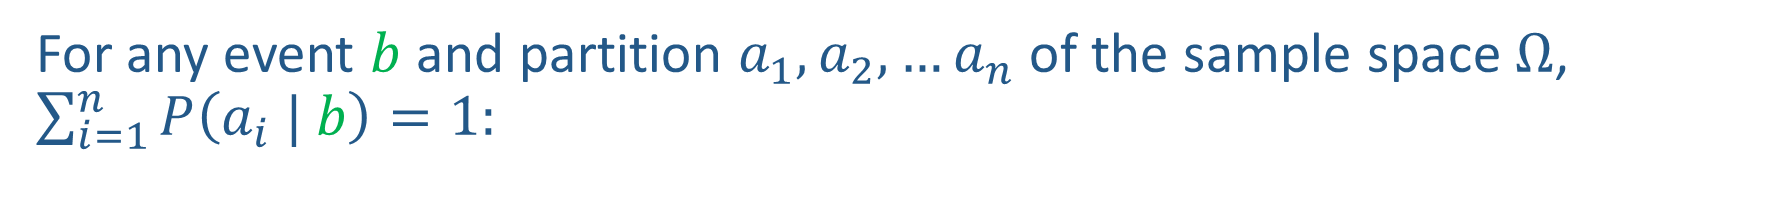 For any event b and partition a₁, a₂, … aₙ of the sample space Ω,
∑ⁿᵢ₌₁ P(aᵢ | b) = 1: